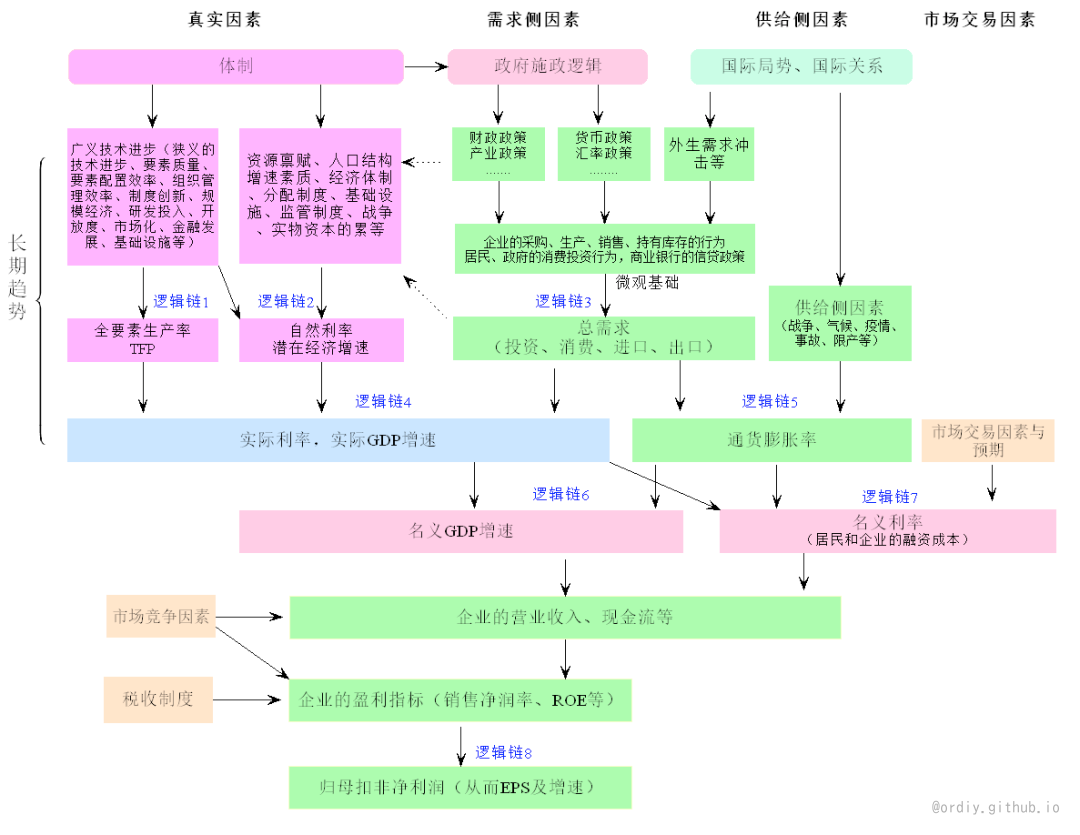 真实因素
需求侧因素
供给侧因素
市场交易因素
体制
政府施政逻辑
国际局势、国际关系
广义技术进步（狭义的
技术进步、要素质量、
要素配置效率、组织管
理效率、制度创新、规
模经济、研发投入、开
放度、市场化、金融发
展、基础设施等）
资源禀赋、人口结构
增速素质、经济体制
、分配制度、基础设
施、监管制度、战争
、实物资本的累等
财政政策
产业政策
........
货币政策
汇率政策
........
外生需求冲
击等
长期趋势
企业的采购、生产、销售、持有库存的行为
居民、政府的消费投资行为，商业银行的信贷政策
微观基础
逻辑链1
逻辑链2
逻辑链3
全要素生产率
TFP
自然利率
潜在经济增速
总需求
（投资、消费、进口、出口）
供给侧因素
（战争、气候、疫情、
事故、限产等）
逻辑链4
逻辑链5
实际利率．实际GDP增速
通货膨胀率
市场交易因素与
预期
逻辑链6
逻辑链7
名义GDP增速
名义利率
（居民和企业的融资成本）
市场竞争因素
企业的营业收入、现金流等
税收制度
企业的盈利指标（销售净润率、ROE等）
逻辑链8
归母扣非净利润（从而EPS及增速）
@ordiy.github.io